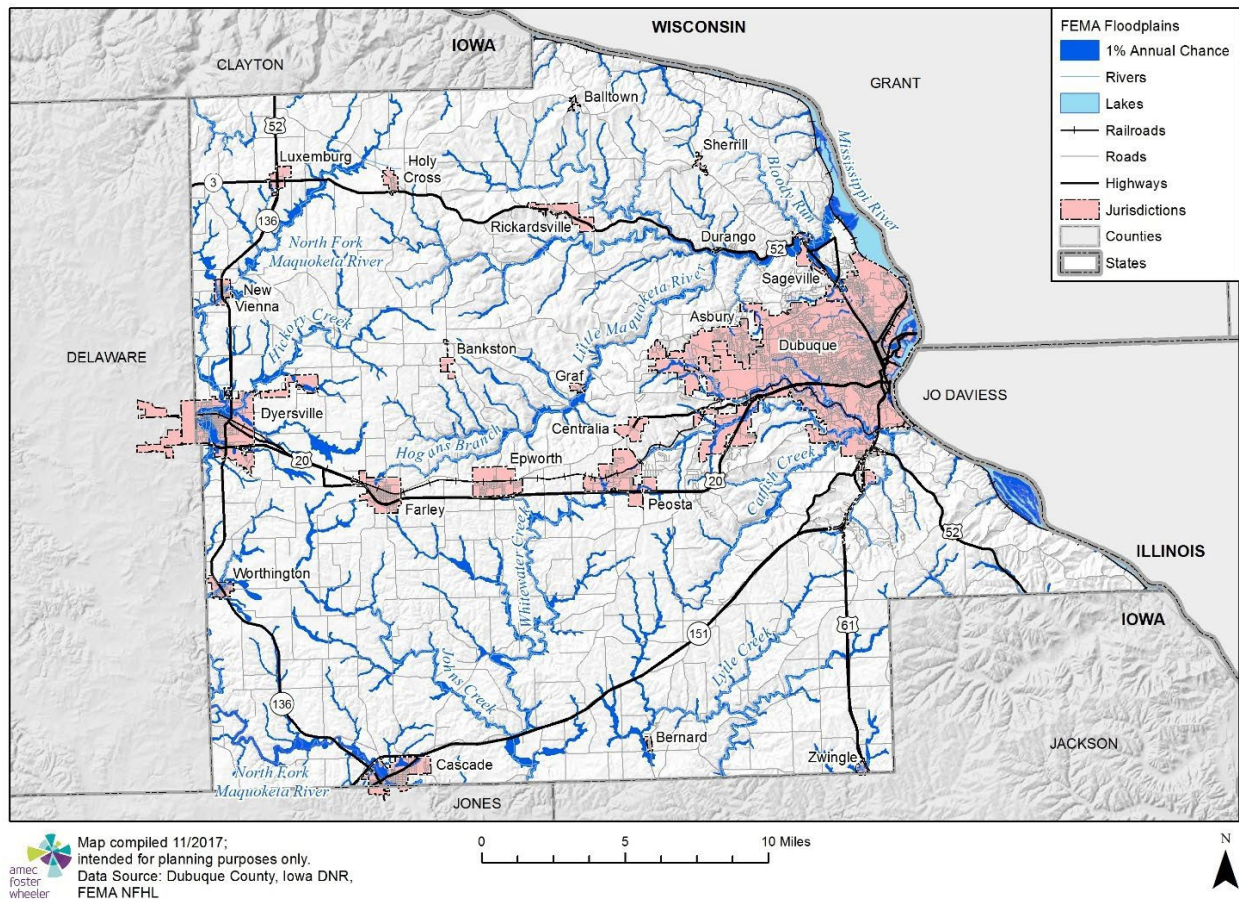 WISCONSIN
IOWA
CLAYTON
GRANT
FEMA Floodplains
1% Annual Chance
Rivers
Lakes
Railroads
Roads
Highways
Jurisdictions
Counties
States
Balltown
52
Luxemburg
Holy
Cross
Sherrill
Bloody Run
Mississippi River
3
136
Rickardsville
Durango
52
North Fork
Maquoketa River
Sageville
New
Vienna
Hickory Creek
Little Maquoketa River
Asbury
Dubuque
DELAWARE
Bankston
Graf
JO DAVIESS
Dyersville
Centralia
Hogans Branch
Epworth
20
20
Catfish Creek
Farley
Peosta
52
Whitewater Creek
ILLINOIS
Worthington
IOWA
151
61
Lytle Creek
Johns Creek
136
Bernard
JACKSON
Zwingle
Cascade
North Fork
Maquoketa River
JONES
amec
foster
wheeler
Map compiled 11/2017;
intended for planning purposes only.
Data Source: Dubuque County, Iowa DNR,
FEMA NFHL
0 5 10 Miles
N